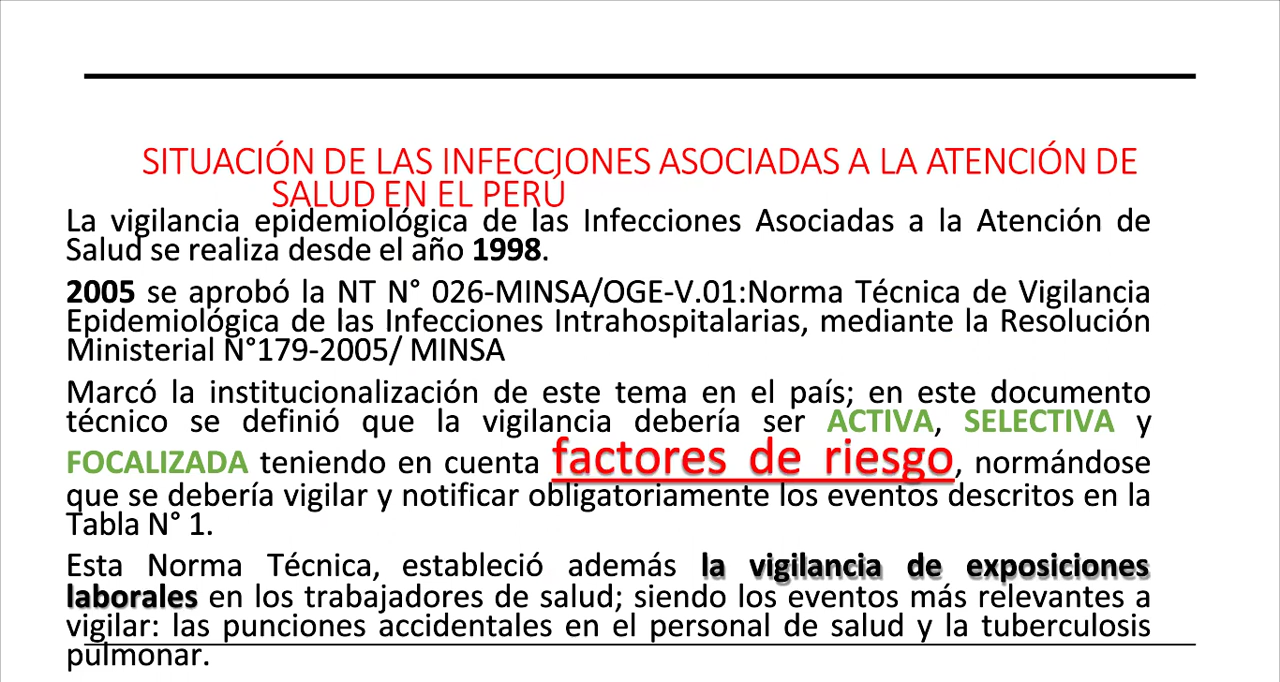 SITUACIÓN DE LAS INFECCIONES ASOCIADAS A LA ATENCIÓN DE
SALUD EN EL PERÚ
La vigilancia epidemiológica de las Infecciones Asociadas a la Atención de
Salud se realiza desde el año 1998.
2005 se aprobó la NT N° 026-MINSA/OGE-V.01:Norma Técnica de Vigilancia
Epidemiológica de las Infecciones Intrahospitalarias, mediante la Resolución
Ministerial N°179-2005/ MINSA
Marcó la institucionalización de este tema en el país; en este documento
técnico se definió que la vigilancia debería ser ACTIVA, SELECTIVA y
FOCALIZADA teniendo en cuenta factores de riesgo, normándose
que se debería vigilar y notificar obligatoriamente los eventos descritos en la
Tabla N° 1.
Esta Norma Técnica, estableció además la vigilancia de exposiciones
laborales en los trabajadores de salud; siendo los eventos más relevantes a
vigilar: las punciones accidentales en el personal de salud y la tuberculosis
pulmonar.